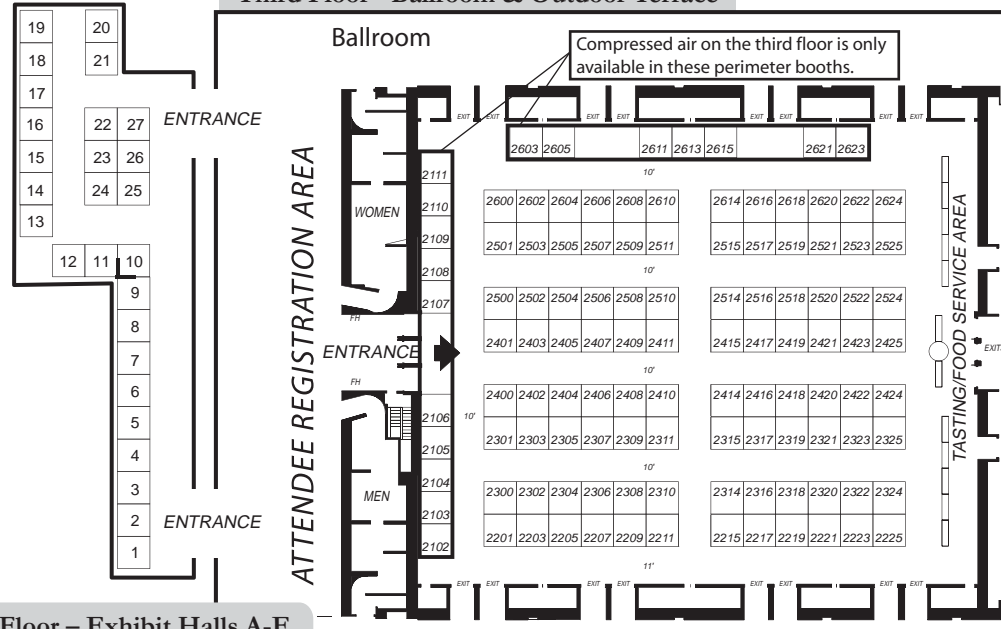 Third Floor - Ballroom & Outdoor Terrace
Ballroom
Compressed air on the third floor is only
available in these perimeter booths.
19 20
18 21
17
16 22 27
15 23 26
14 24 25
13
12 11 10
9
8
7
6
5
4
3
2
1
ENTRANCE
ENTRANCE
ATTENDEE REGISTRATION AREA
WOMEN
FH
ENTRANCE
FH
MEN
EXIT EXIT EXIT EXIT EXIT EXIT EXIT EXIT
2603 2605 2611 2613 2615 2621 2623
10'
2111
2110
2109
2108
2107
2106
2105
2104
2103
2102
10'
2600 2602 2604 2606 2608 2610 2614 2616 2618 2620 2622 2624
2501 2503 2505 2507 2509 2511 2515 2517 2519 2521 2523 2525
10'
2500 2502 2504 2506 2508 2510 2514 2516 2518 2520 2522 2524
2401 2403 2405 2407 2409 2411 2415 2417 2419 2421 2423 2425
10'
2400 2402 2404 2406 2408 2410 2414 2416 2418 2420 2422 2424
2301 2303 2305 2307 2309 2311 2315 2317 2319 2321 2323 2325
10'
2300 2302 2304 2306 2308 2310 2314 2316 2318 2320 2322 2324
2201 2203 2205 2207 2209 2211 2215 2217 2219 2221 2223 2225
11'
EXIT EXIT EXIT EXIT EXIT EXIT EXIT EXIT
TASTING/FOOD SERVICE AREA
EXIT
Floor – Exhibit Halls A-E